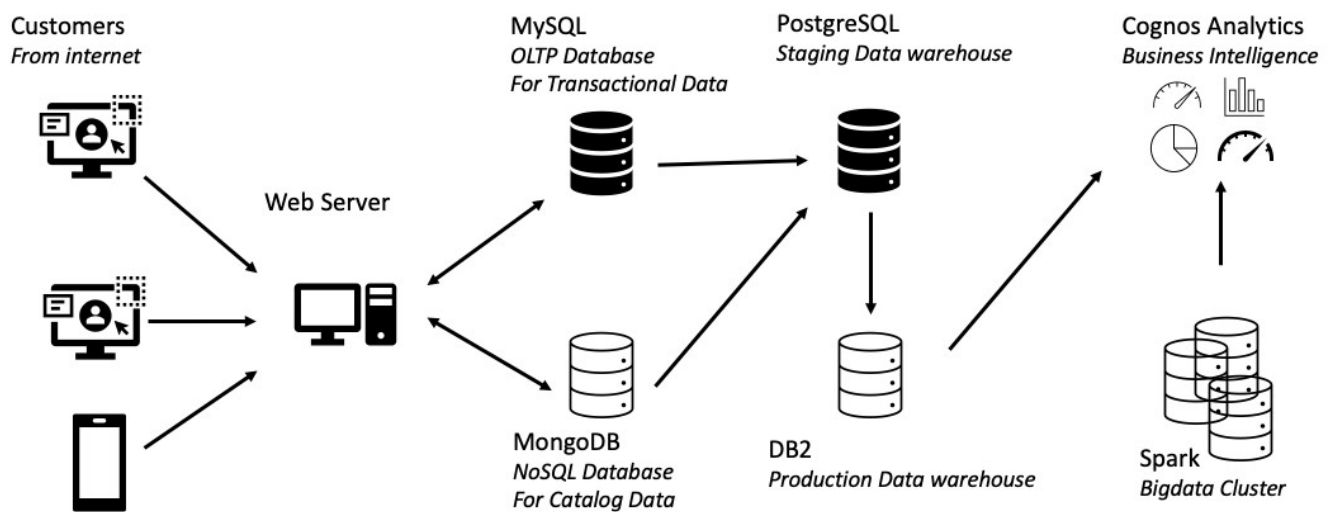 Customers
From internet
Web Server
MySQL
OLTP Database
For Transactional Data
MongoDB
NoSQL Database
For Catalog Data
PostgreSQL
Staging Data warehouse
DB2
Production Data warehouse
Cognos Analytics
Business Intelligence
Spark
Bigdata Cluster